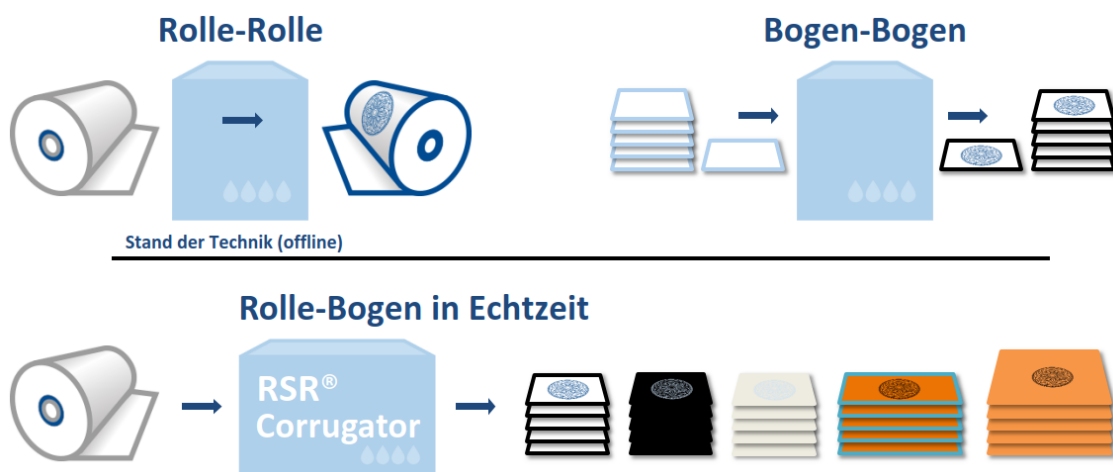 Rolle-Rolle
Bogen-Bogen
Stand der Technik (offline)
Rolle-Bogen in Echtzeit
RSR®
Corrugator